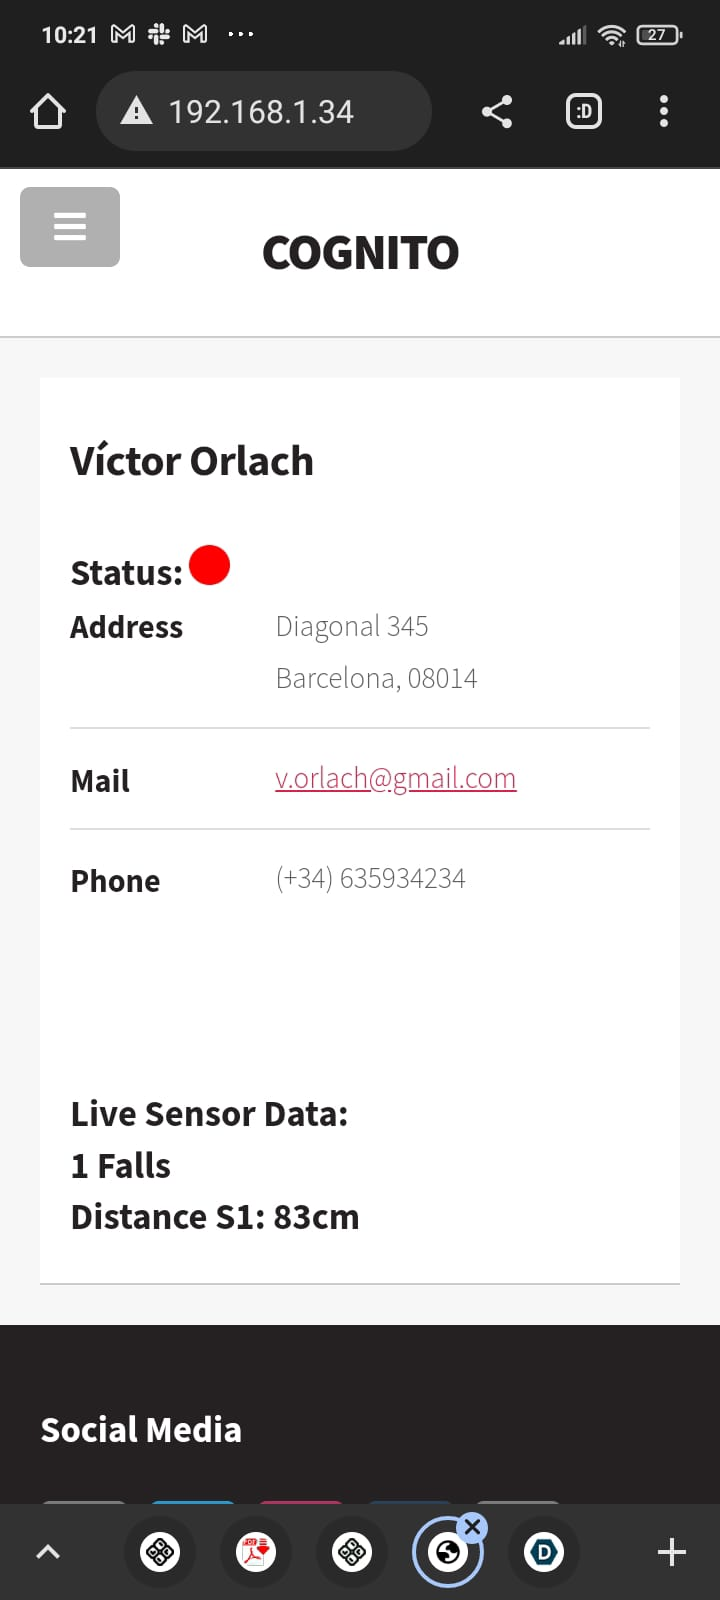 10:21
27
192.168.1.34
:D
COGNITO
Víctor Orlach
Status:
Address Diagonal 345
Barcelona, 08014
Mail v.orlach@gmail.com
Phone (+34) 635934234
Live Sensor Data:
1 Falls
Distance S1: 83cm
Social Media
PDF
D